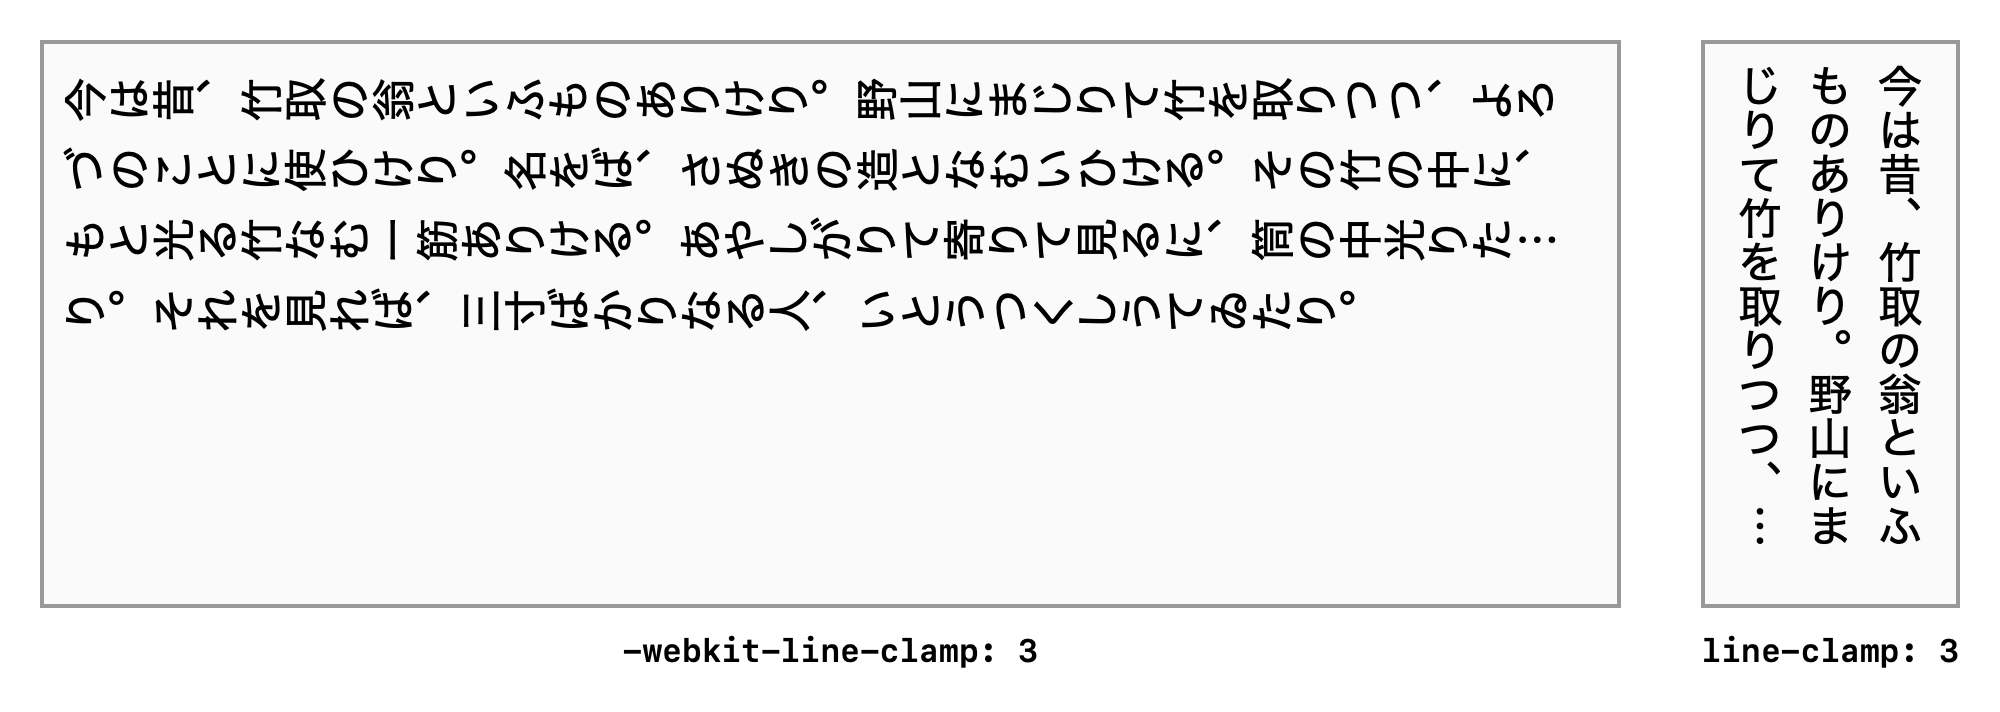 今は昔、竹取の翁といふものありけり。野山にまじりて竹を取りつつ、よろ
づのことに使ひけり。名をば、さぬきの造となむいひける。その竹の中に、
もと光る竹なむ一筋ありける。あやしがりて寄りて見るに、筒の中光りた…
り。それを見れば、三寸ばかりなる人、いとうつくしうてゐたり。
-webkit-line-clamp: 3
今は昔、竹取の翁といふ
ものありけり。野山にま
じりて竹を取りつつ、…
line-clamp: 3